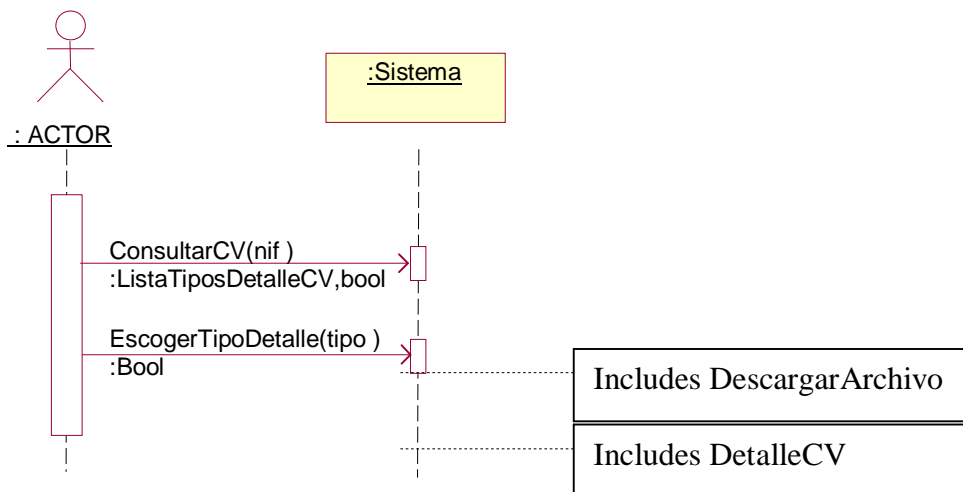 :Sistema
: ACTOR
ConsultarCV(nif )
:ListaTiposDetalleCV,bool
EscogerTipoDetalle(tipo )
:Bool
Includes DescargarArchivo
Includes DetalleCV